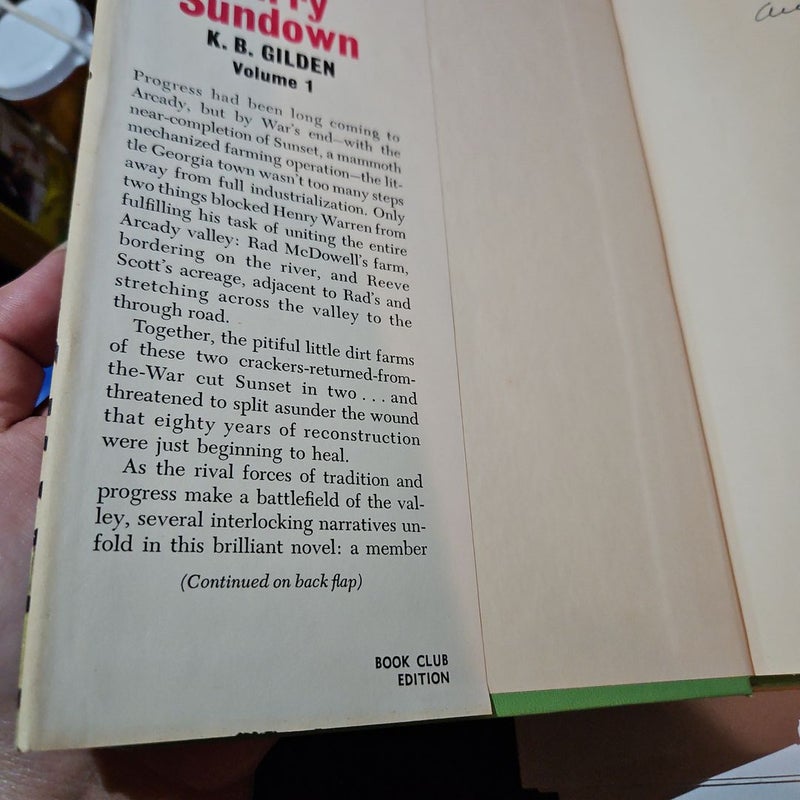 Sundown
K. B. GILDEN
Volume 1
Progress had been long coming to
Arcady, but by War's end—with the
near-completion of Sunset, a mammoth
mechanized farming operation—the lit-
tle Georgia town wasn't too many steps
away from full industrialization. Only
two things blocked Henry Warren from
fulfilling his task of uniting the entire
Arcady valley: Rad McDowell's farm,
bordering on the river, and Reeve
Scott's acreage, adjacent to Rad's and
stretching across the valley to the
through road.
Together, the pitiful little dirt farms
of these two crackers-returned-from-
the-War cut Sunset in two . . . and
threatened to split asunder the wound
that eighty years of reconstruction
were just beginning to heal.
As the rival forces of tradition and
progress make a battlefield of the val-
ley, several interlocking narratives un-
fold in this brilliant novel: a member
(Continued on back flap)
BOOK CLUB
EDITION